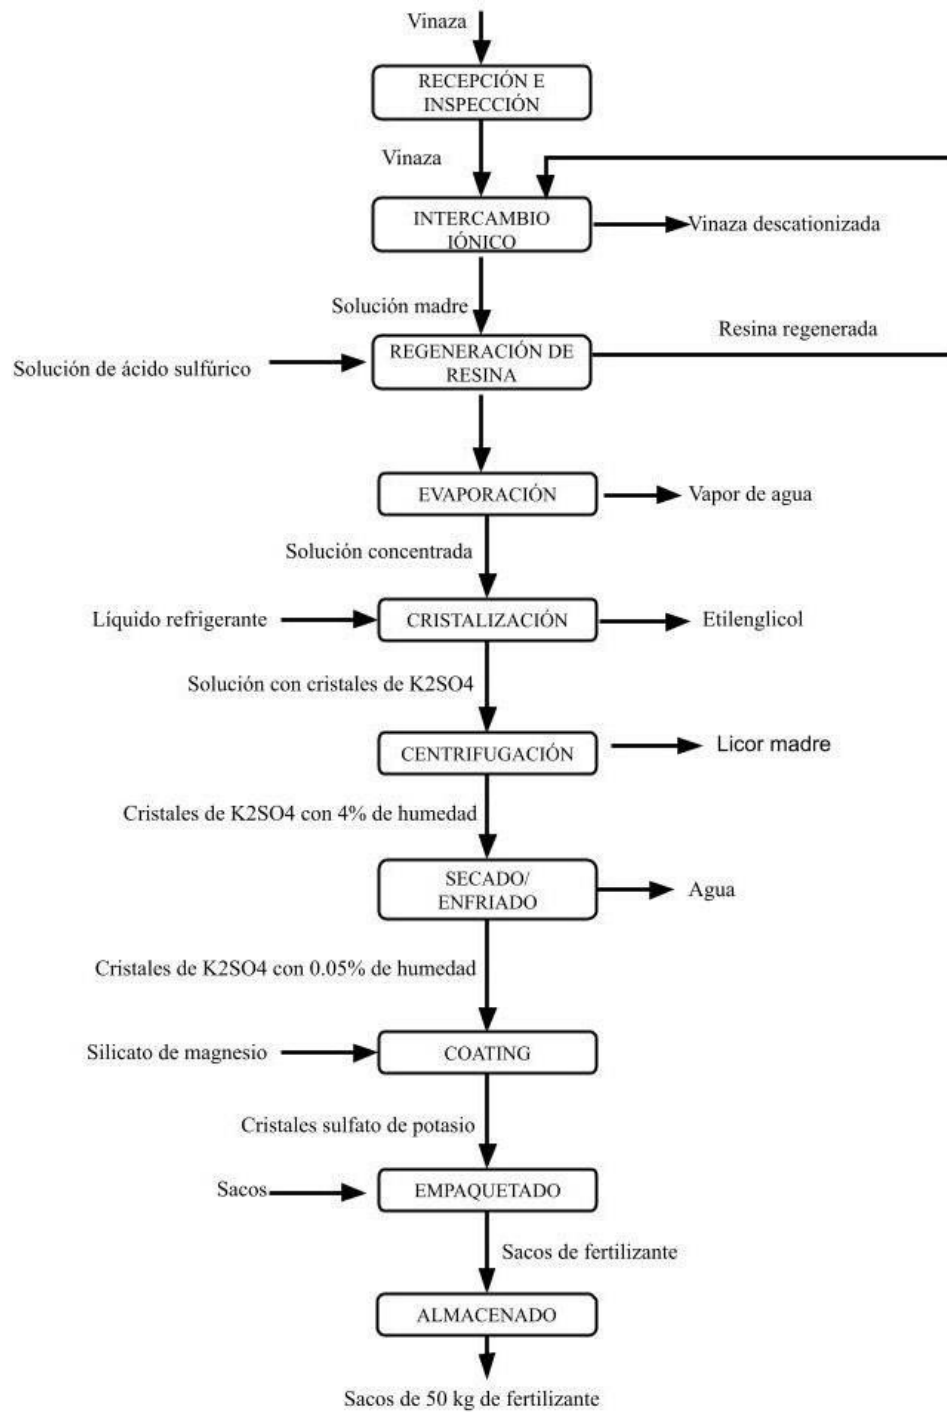 Vinaza
RECEPCIÓN E
INSPECCIÓN
Vinaza
INTERCAMBIO
IÓNICO
Vinaza descationizada
Solución madre
Resina regenerada
Solución de ácido sulfúrico
REGENERACIÓN DE
RESINA
EVAPORACIÓN
Vapor de agua
Solución concentrada
Líquido refrigerante
CRISTALIZACIÓN
Etilenglicol
Solución con cristales de K2SO4
CENTRIFUGACIÓN
Licor madre
Cristales de K2SO4 con 4% de humedad
SECADO/
ENFRIADO
Agua
Cristales de K2SO4 con 0.05% de humedad
Silicato de magnesio
COATING
Cristales sulfato de potasio
Sacos
EMPAQUETADO
Sacos de fertilizante
ALMACENADO
Sacos de 50 kg de fertilizante